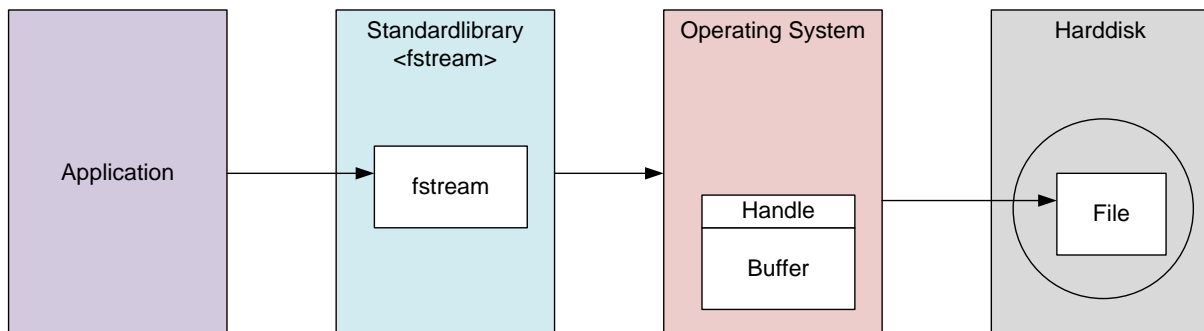 Application
Standardlibrary
<fstream>
fstream
Operating System
Handle
Buffer
Harddisk
File